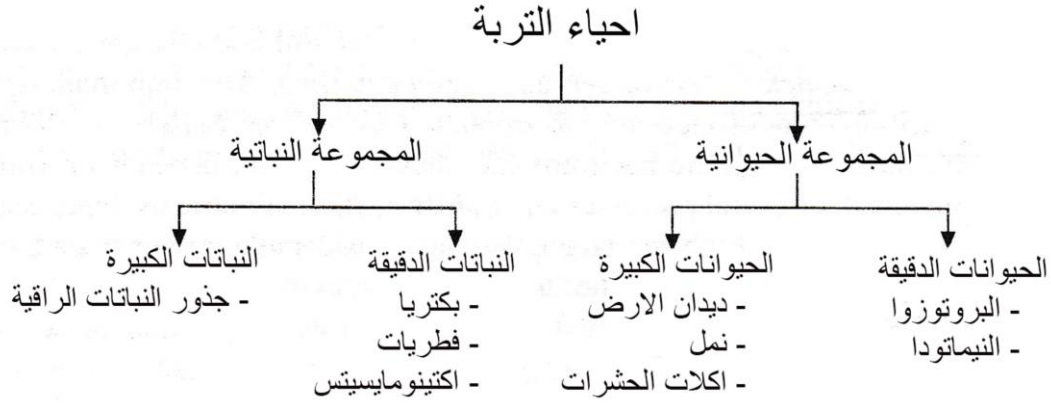 احياء التربة
المجموعة الحيوانية
المجموعة النباتية
الحيوانات الدقيقة
- البروتوزوا
- النيماتودا
الحيوانات الكبيرة
- ديدان الارض
- نمل
- اكلات الحشرات
النباتات الدقيقة
- بكتريا
- فطريات
- اكتينومايسيتس
النباتات الكبيرة
- جذور النباتات الراقية